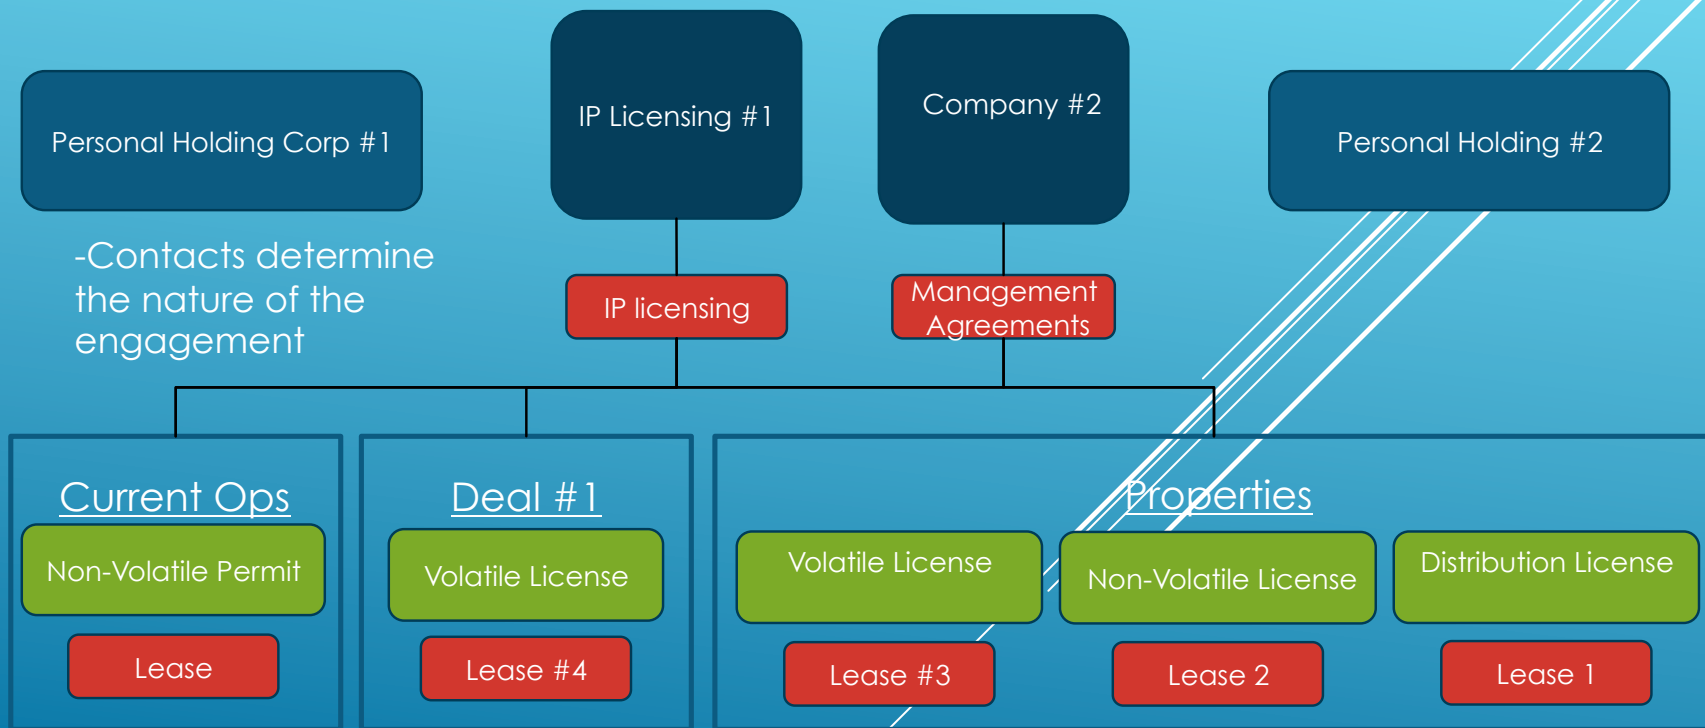 IP Licensing #1
Company #2
Personal Holding Corp #1
Personal Holding #2
-Contacts determine
the nature of the
engagement
IP licensing
Management
Agreements
Current Ops
Non-Volatile Permit
Lease
Deal #1
Volatile License
Lease #4
Properties
Volatile License
Non-Volatile License
Distribution License
Lease #3
Lease 2
Lease 1